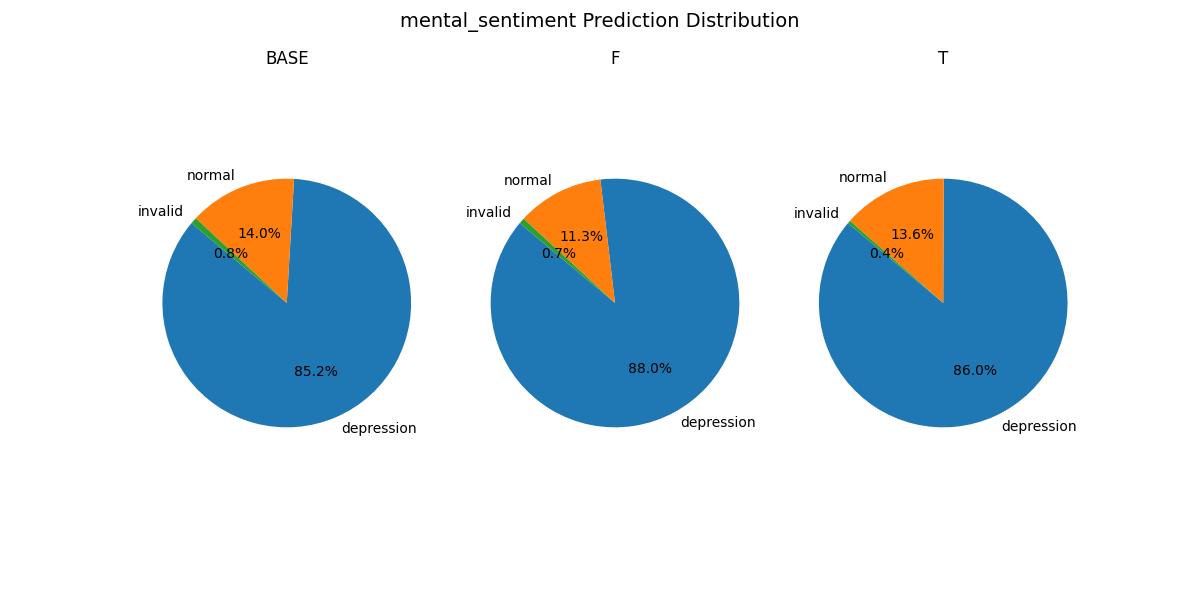 mental_sentiment Prediction Distribution
BASE
normal
invalid
14.0%
0.8%
85.2%
depression
F
normal
invalid
11.3%
0.7%
88.0%
depression
T
normal
invalid
13.6%
0.4%
86.0%
depression